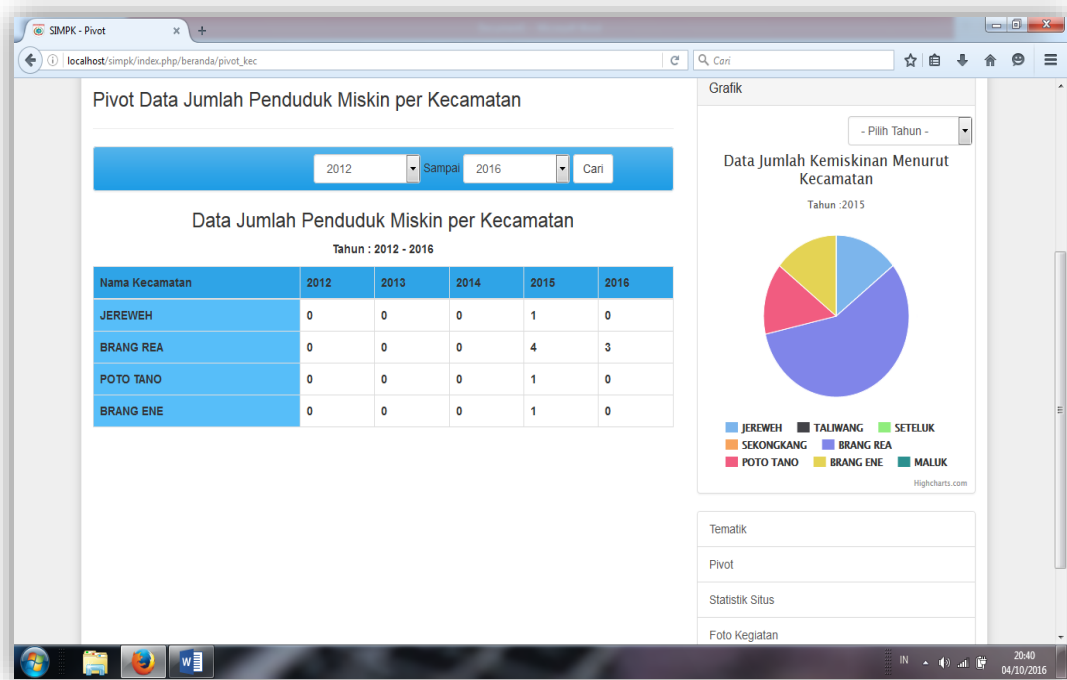 SIMPK - Pivot
localhost/simpk/index.php/beranda/pivot_kec
Cari
Pivot Data Jumlah Penduduk Miskin per Kecamatan
2012 Sampai 2016 Cari
Data Jumlah Penduduk Miskin per Kecamatan
Tahun : 2012 - 2016
Nama Kecamatan 2012 2013 2014 2015 2016
JEREWEH 0 0 0 1 0
BRANG REA 0 0 0 4 3
POTO TANO 0 0 0 1 0
BRANG ENE 0 0 0 1 0
Grafik
- Pilih Tahun -
Data Jumlah Kemiskinan Menurut
Kecamatan
Tahun :2015
JEREWEH TALIWANG SETELUK
SEKONGKANG BRANG REA
POTO TANO BRANG ENE MALUK
Highcharts.com
Tematik
Pivot
Statistik Situs
Foto Kegiatan
IN 20:40
04/10/2016